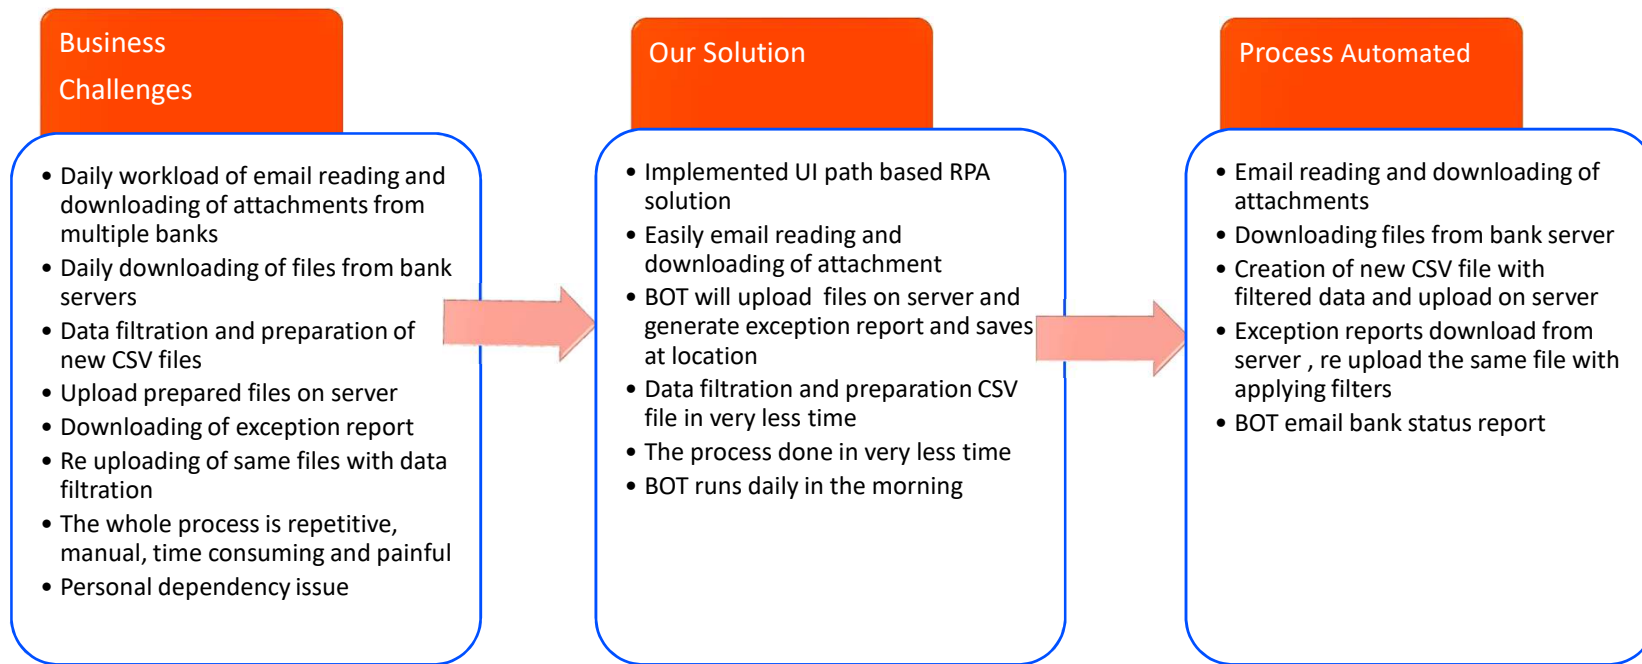 Business
Challenges
• Daily workload of email reading and
downloading of attachments from
multiple banks
• Daily downloading of files from bank
servers
• Data filtration and preparation of
new CSV files
• Upload prepared files on server
• Downloading of exception report
• Re uploading of same files with data
filtration
• The whole process is repetitive,
manual, time consuming and painful
• Personal dependency issue
Our Solution
• Implemented UI path based RPA
solution
• Easily email reading and
downloading of attachment
• BOT will upload  files on server and
generate exception report and saves
at location
• Data filtration and preparation CSV
file in very less time
• The process done in very less time
• BOT runs daily in the morning
Process Automated
• Email reading and downloading of
attachments
• Downloading files from bank server
• Creation of new CSV file with
filtered data and upload on server
• Exception reports download from
server , re upload the same file with
applying filters
• BOT email bank status report